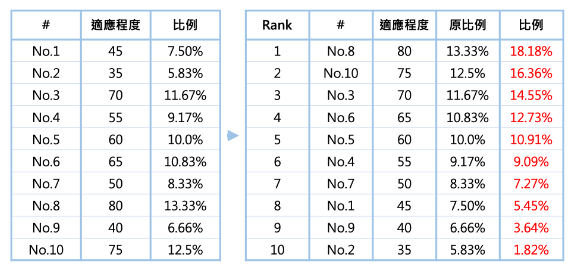 # 適應程度 比例
No.1 45 7.50%
No.2 35 5.83%
No.3 70 11.67%
No.4 55 9.17%
No.5 60 10.0%
No.6 65 10.83%
No.7 50 8.33%
No.8 80 13.33%
No.9 40 6.66%
No.10 75 12.5%
Rank # 適應程度 原比例 比例
1 No.8 80 13.33% 18.18%
2 No.10 75 12.5% 16.36%
3 No.3 70 11.67% 14.55%
4 No.6 65 10.83% 12.73%
5 No.5 60 10.0% 10.91%
6 No.4 55 9.17% 9.09%
7 No.7 50 8.33% 7.27%
8 No.1 45 7.50% 5.45%
9 No.9 40 6.66% 3.64%
10 No.2 35 5.83% 1.82%